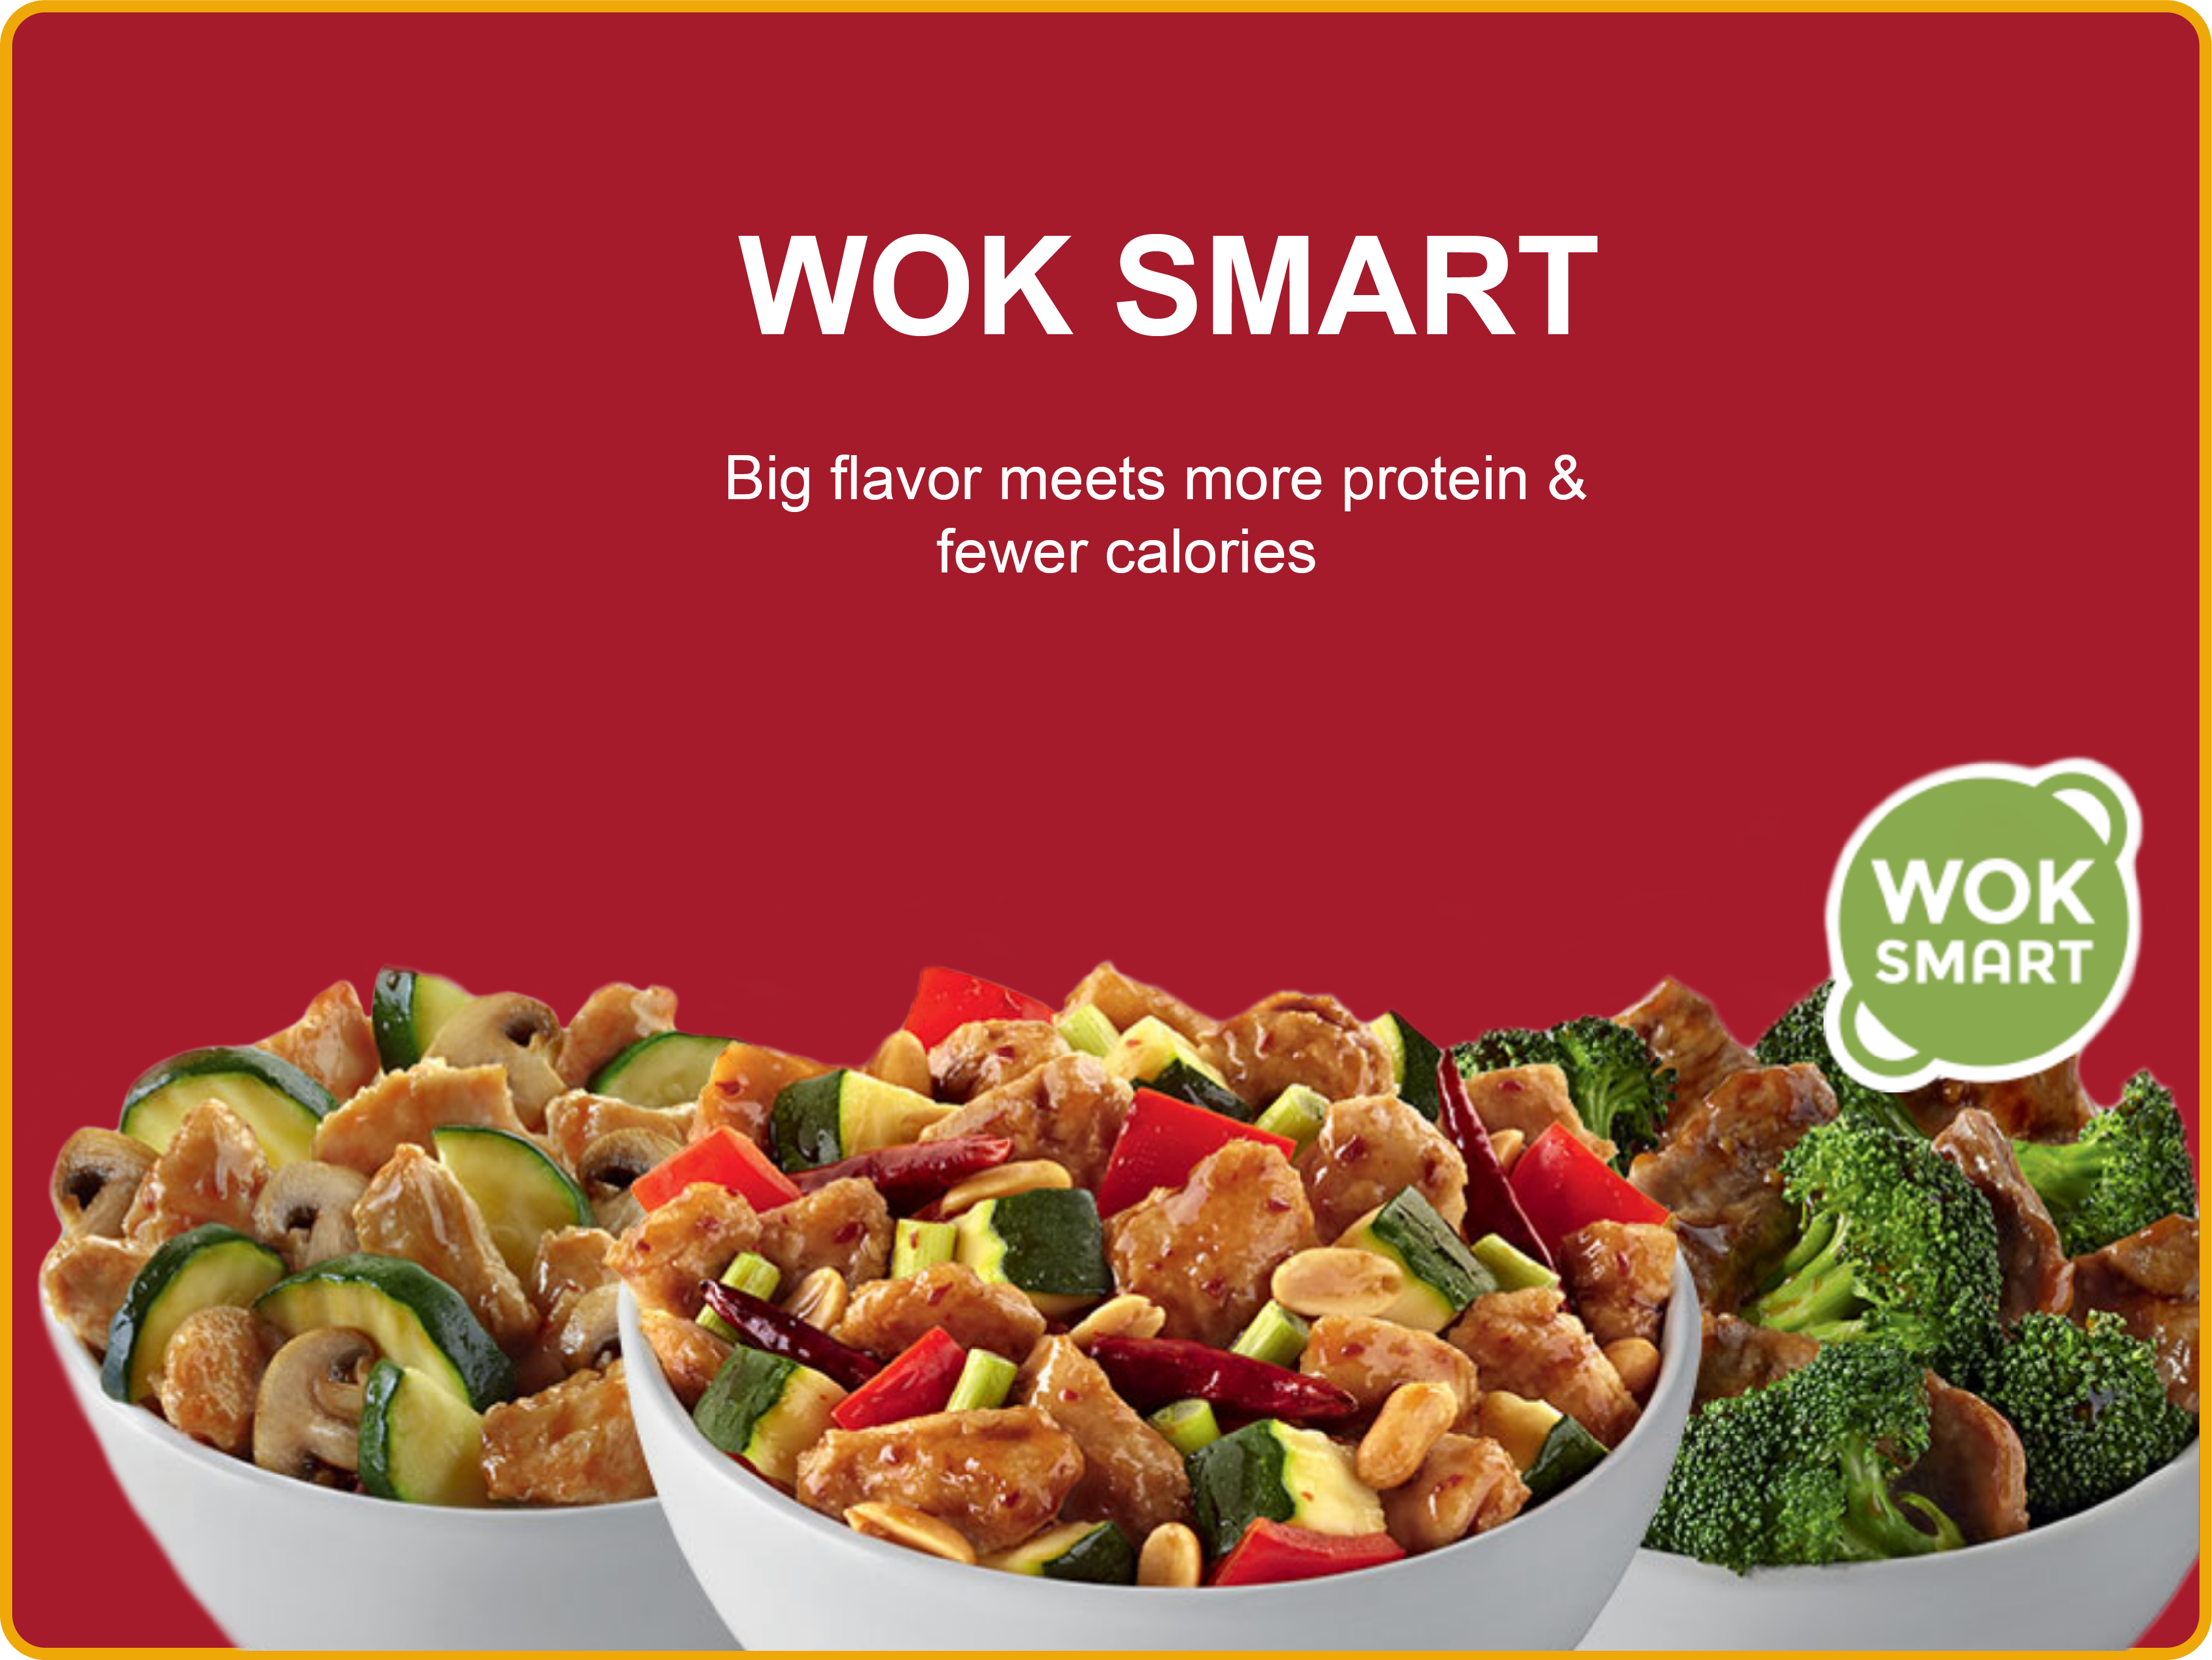 WOK SMART
Big flavor meets more protein &
fewer calories
WOK
SMART